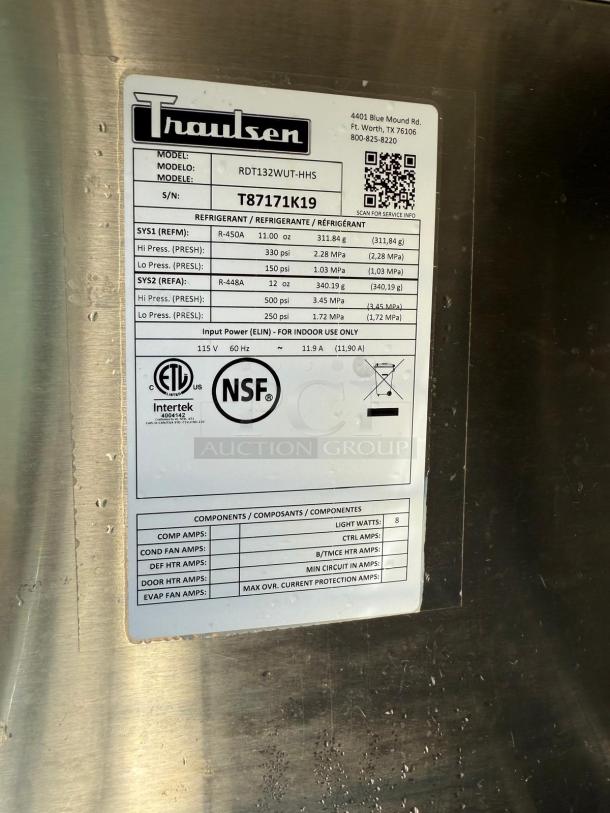 Traulsen
4401 Blue Mound Rd.
Ft. Worth, TX 76106
800-825-8220
MODEL:
MODELO:
MODELE:
RDT132WUT-HHS
S/N:
T87171K19
SCAN FOR SERVICE INFO
REFRIGERANT / REFRIGERANTE / RÉFRIGÉRANT
SYS1 (REFM): R-450A 11.00 oz 311.84 g (311,84 g)
Hi Press. (PRESH): 330 psi 2.28 MPa (2,28 MPa)
Lo Press. (PRESL): 150 psi 1.03 MPa (1,03 MPa)
SYS2 (REFA): R-448A 12 oz 340.19 g (340,19 g)
Hi Press. (PRESH): 500 psi 3.45 MPa (3,45 MPa)
Lo Press. (PRESL): 250 psi 1.72 MPa (1,72 MPa)
Input Power (ELIN) - FOR INDOOR USE ONLY
115 V 60 Hz ~ 11.9 A (11,90 A)
C ETL US
LISTED
Intertek
4004142
NSF®
AUCTION GROUP
COMPONENTS / COMPOSANTS / COMPONENTES
COMP AMPS: LIGHT WATTS: 8
COND FAN AMPS: CTRL AMPS:
DEF HTR AMPS: B/TMCE HTR AMPS:
DOOR HTR AMPS: MIN CIRCUIT IN AMPS:
EVAP FAN AMPS: MAX OVR. CURRENT PROTECTION AMPS: